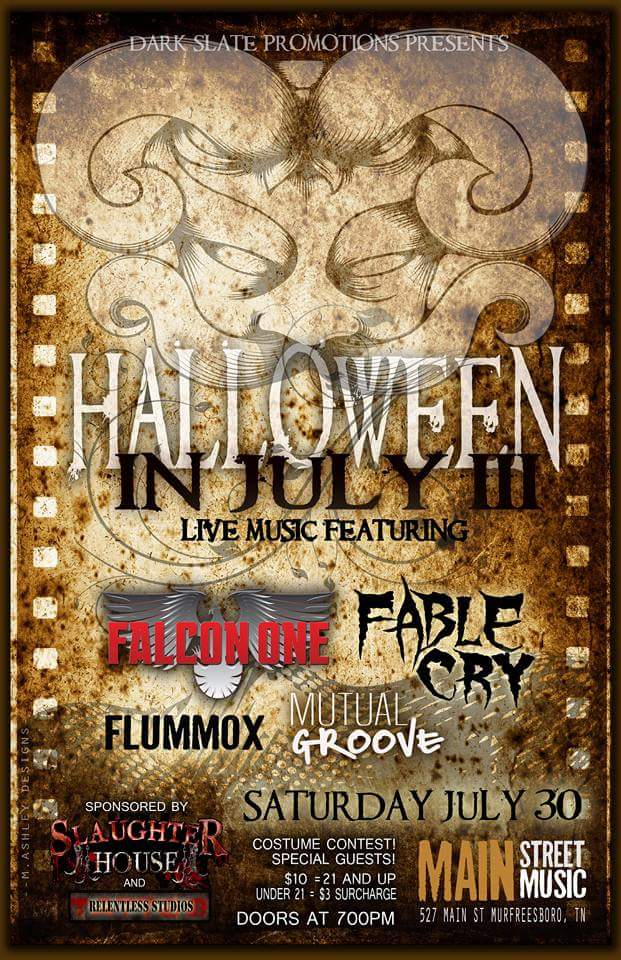 DARK SLATE PROMOTIONS PRESENTS
HALLOWEEN
IN JULY III
LIVE MUSIC FEATURING
FALCON ONE
FABLE
CRY
FLUMMOX
MUTUAL
GROOVE
SATURDAY JULY 30
SPONSORED BY
SLAUGHTER
HOUSE
AND
RELENTLESS STUDIOS
COSTUME CONTEST!
SPECIAL GUESTS!
$10 =21 AND UP
UNDER 21 = $3 SURCHARGE
DOORS AT 700PM
MAIN STREET
MUSIC
527 MAIN ST MURFREESBORO, TN
-M.ASHLEY DESIGNS